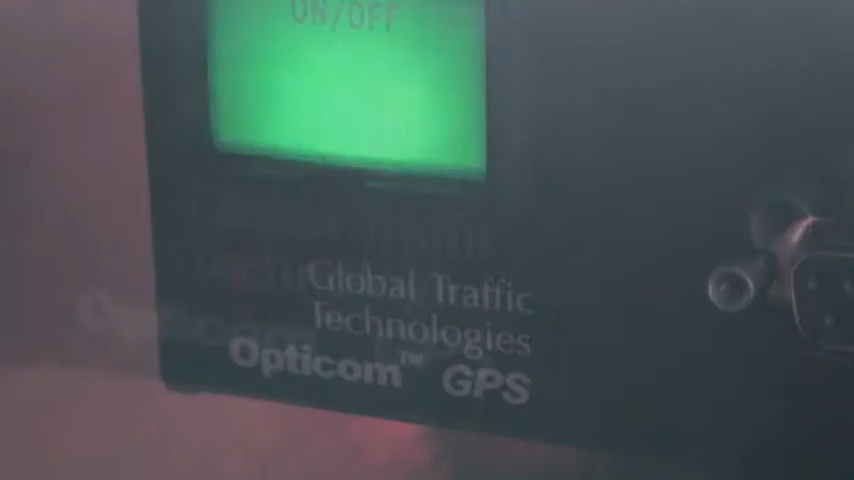 ON/OFF
Global Traffic
Technologies
Opticom™ GPS